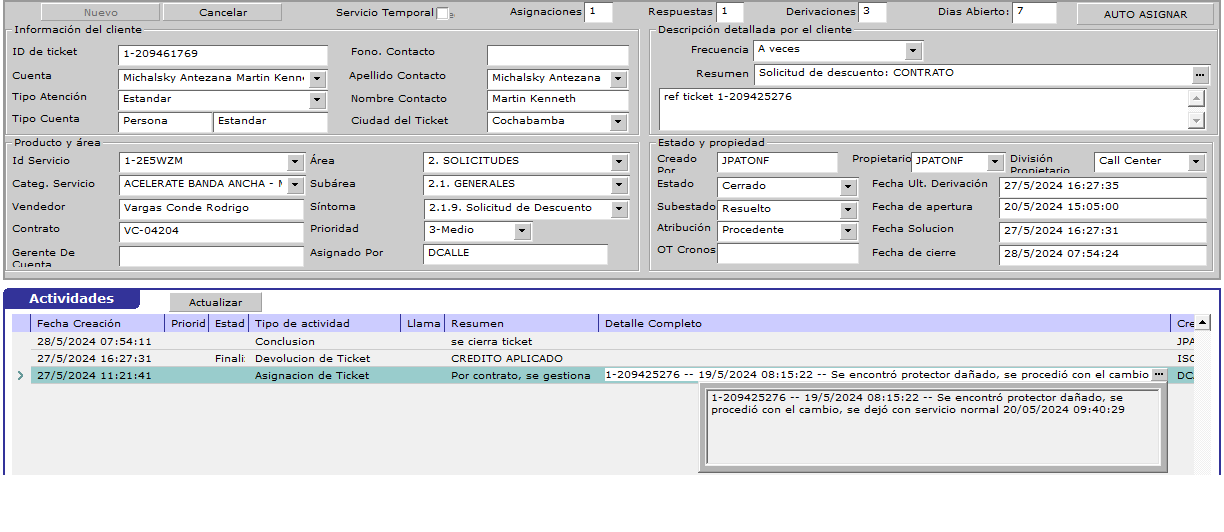 Nuevo Cancelar Servicio Temporal Asignaciones 1 Respuestas 1 Derivaciones 3 Dias Abierto: 7 AUTO ASIGNAR
Información del cliente
ID de ticket 1-209461769 Fono. Contacto
Cuenta Michalsky Antezana Martin Kenn Apellido Contacto Michalsky Antezana
Tipo Atención Estandar Nombre Contacto Martin Kenneth
Tipo Cuenta Persona Estandar Ciudad del Ticket Cochabamba
Descripción detallada por el cliente
Frecuencia A veces
Resumen Solicitud de descuento: CONTRATO
ref ticket 1-209425276
Producto y área
Id Servicio 1-2E5WZM Área 2. SOLICITUDES
Categ. Servicio ACELERATE BANDA ANCHA - Subárea 2.1. GENERALES
Vendedor Vargas Conde Rodrigo Síntoma 2.1.9. Solicitud de Descuento
Contrato VC-04204 Prioridad 3-Medio
Gerente De Cuenta Asignado Por DCALLE
Estado y propiedad
Creado Por JPATONF Propietario JPATONF División Propietario Call Center
Estado Cerrado Fecha Ult. Derivación 27/5/2024 16:27:35
Subestado Resuelto Fecha de apertura 20/5/2024 15:05:00
Atribución Procedente Fecha Solucion 27/5/2024 16:27:31
OT Cronos Fecha de cierre 28/5/2024 07:54:24
Actividades Actualizar
Fecha Creación Priorid Estad Tipo de actividad Llama Resumen Detalle Completo Cre
28/5/2024 07:54:11 Conclusion se cierra ticket JPA
27/5/2024 16:27:31 Finali Devolucion de Ticket CREDITO APLICADO ISC
27/5/2024 11:21:41 Asignacion de Ticket Por contrato, se gestiona 1-209425276 -- 19/5/2024 08:15:22 -- Se encontró protector dañado, se procedió con el cambio DC
1-209425276 -- 19/5/2024 08:15:22 -- Se encontró protector dañado, se
procedió con el cambio, se dejó con servicio normal 20/05/2024 09:40:29